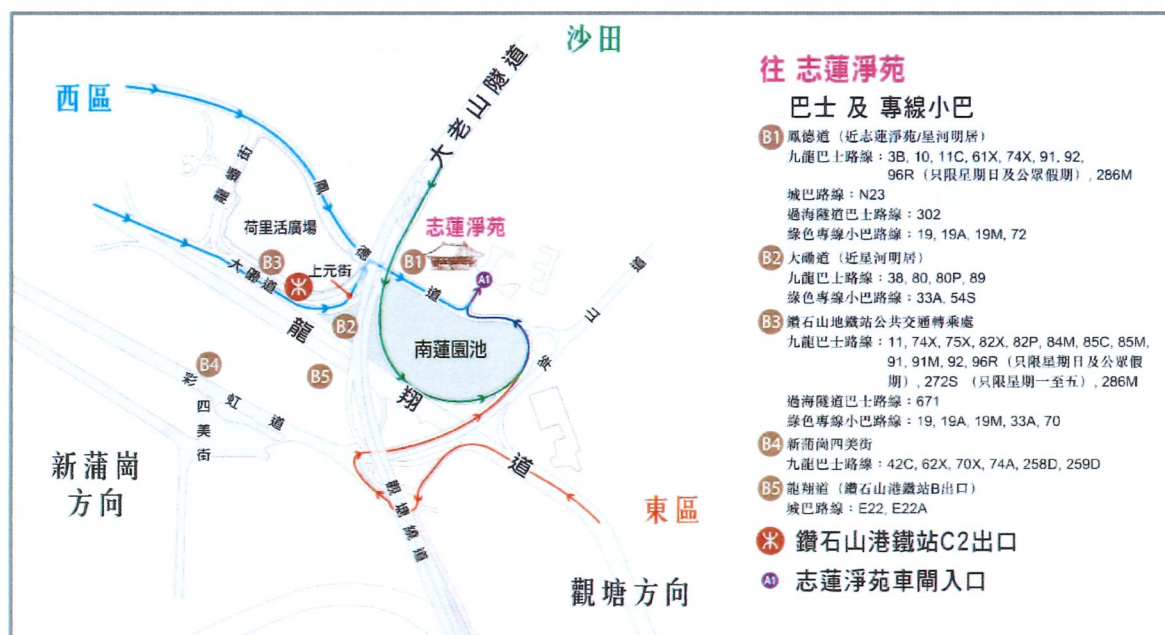 沙田
西區
大老山隧道
龍蟠街
鳳德道
荷里活廣場
志蓮淨苑
B1
B3
大磡道
上元街
A1
B2
龍翔道
南蓮園池
B4
B5
彩虹道
四美街
新蒲崗
方向
觀塘繞道
東區
觀塘方向
往 志蓮淨苑
巴士 及 專線小巴
B1 鳳德道（近志蓮淨苑/星河明居）
九龍巴士路線：3B, 10, 11C, 61X, 74X, 91, 92,
96R（只限星期日及公眾假期）, 286M
城巴路線：N23
過海隧道巴士路線：302
綠色專線小巴路線：19, 19A, 19M, 72
B2 大磡道（近星河明居）
九龍巴士路線：38, 80, 80P, 89
綠色專線小巴路線：33A, 54S
B3 鑽石山地鐵站公共交通轉乘處
九龍巴士路線：11, 74X, 75X, 82X, 82P, 84M, 85C, 85M,
91, 91M, 92, 96R（只限星期日及公眾假
期）, 272S （只限星期一至五）, 286M
過海隧道巴士路線：671
綠色專線小巴路線：19, 19A, 19M, 33A, 70
B4 新蒲崗四美街
九龍巴士路線：42C, 62X, 70X, 74A, 258D, 259D
B5 龍翔道（鑽石山港鐵站B出口）
城巴路線：E22, E22A
鑽石山港鐵站C2出口
A1 志蓮淨苑車閘入口